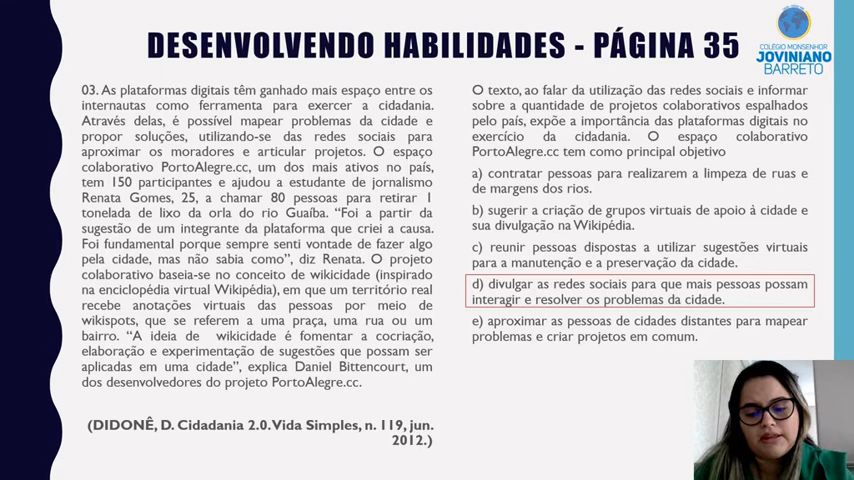 DESENVOLVENDO HABILIDADES - PÁGINA 35
COLÉGIO MONSENHOR
JOVINIANO
BARRETO
03. As plataformas digitais têm ganhado mais espaço entre os
internautas como ferramenta para exercer a cidadania.
Através delas, é possível mapear problemas da cidade e
propor soluções, utilizando-se das redes sociais para
aproximar os moradores e articular projetos. O espaço
colaborativo PortoAlegre.cc, um dos mais ativos no país,
tem 150 participantes e ajudou a estudante de jornalismo
Renata Gomes, 25, a chamar 80 pessoas para retirar 1
tonelada de lixo da orla do rio Guaíba. “Foi a partir da
sugestão de um integrante da plataforma que criei a causa.
Foi fundamental porque sempre senti vontade de fazer algo
pela cidade, mas não sabia como”, diz Renata. O projeto
colaborativo baseia-se no conceito de wikicidade (inspirado
na enciclopédia virtual Wikipédia), em que um território real
recebe anotações virtuais das pessoas por meio de
wikispots, que se referem a uma praça, uma rua ou um
bairro. “A ideia de wikicidade é fomentar a cocriação,
elaboração e experimentação de sugestões que possam ser
aplicadas em uma cidade”, explica Daniel Bittencourt, um
dos desenvolvedores do projeto PortoAlegre.cc.
(DIDONÊ, D. Cidadania 2.0. Vida Simples, n. 119, jun.
2012.)
O texto, ao falar da utilização das redes sociais e informar
sobre a quantidade de projetos colaborativos espalhados
pelo país, expõe a importância das plataformas digitais no
exercício da cidadania. O espaço colaborativo
PortoAlegre.cc tem como principal objetivo
a) contratar pessoas para realizarem a limpeza de ruas e
de margens dos rios.
b) sugerir a criação de grupos virtuais de apoio à cidade e
sua divulgação na Wikipédia.
c) reunir pessoas dispostas a utilizar sugestões virtuais
para a manutenção e a preservação da cidade.
d) divulgar as redes sociais para que mais pessoas possam
interagir e resolver os problemas da cidade.
e) aproximar as pessoas de cidades distantes para mapear
problemas e criar projetos em comum.